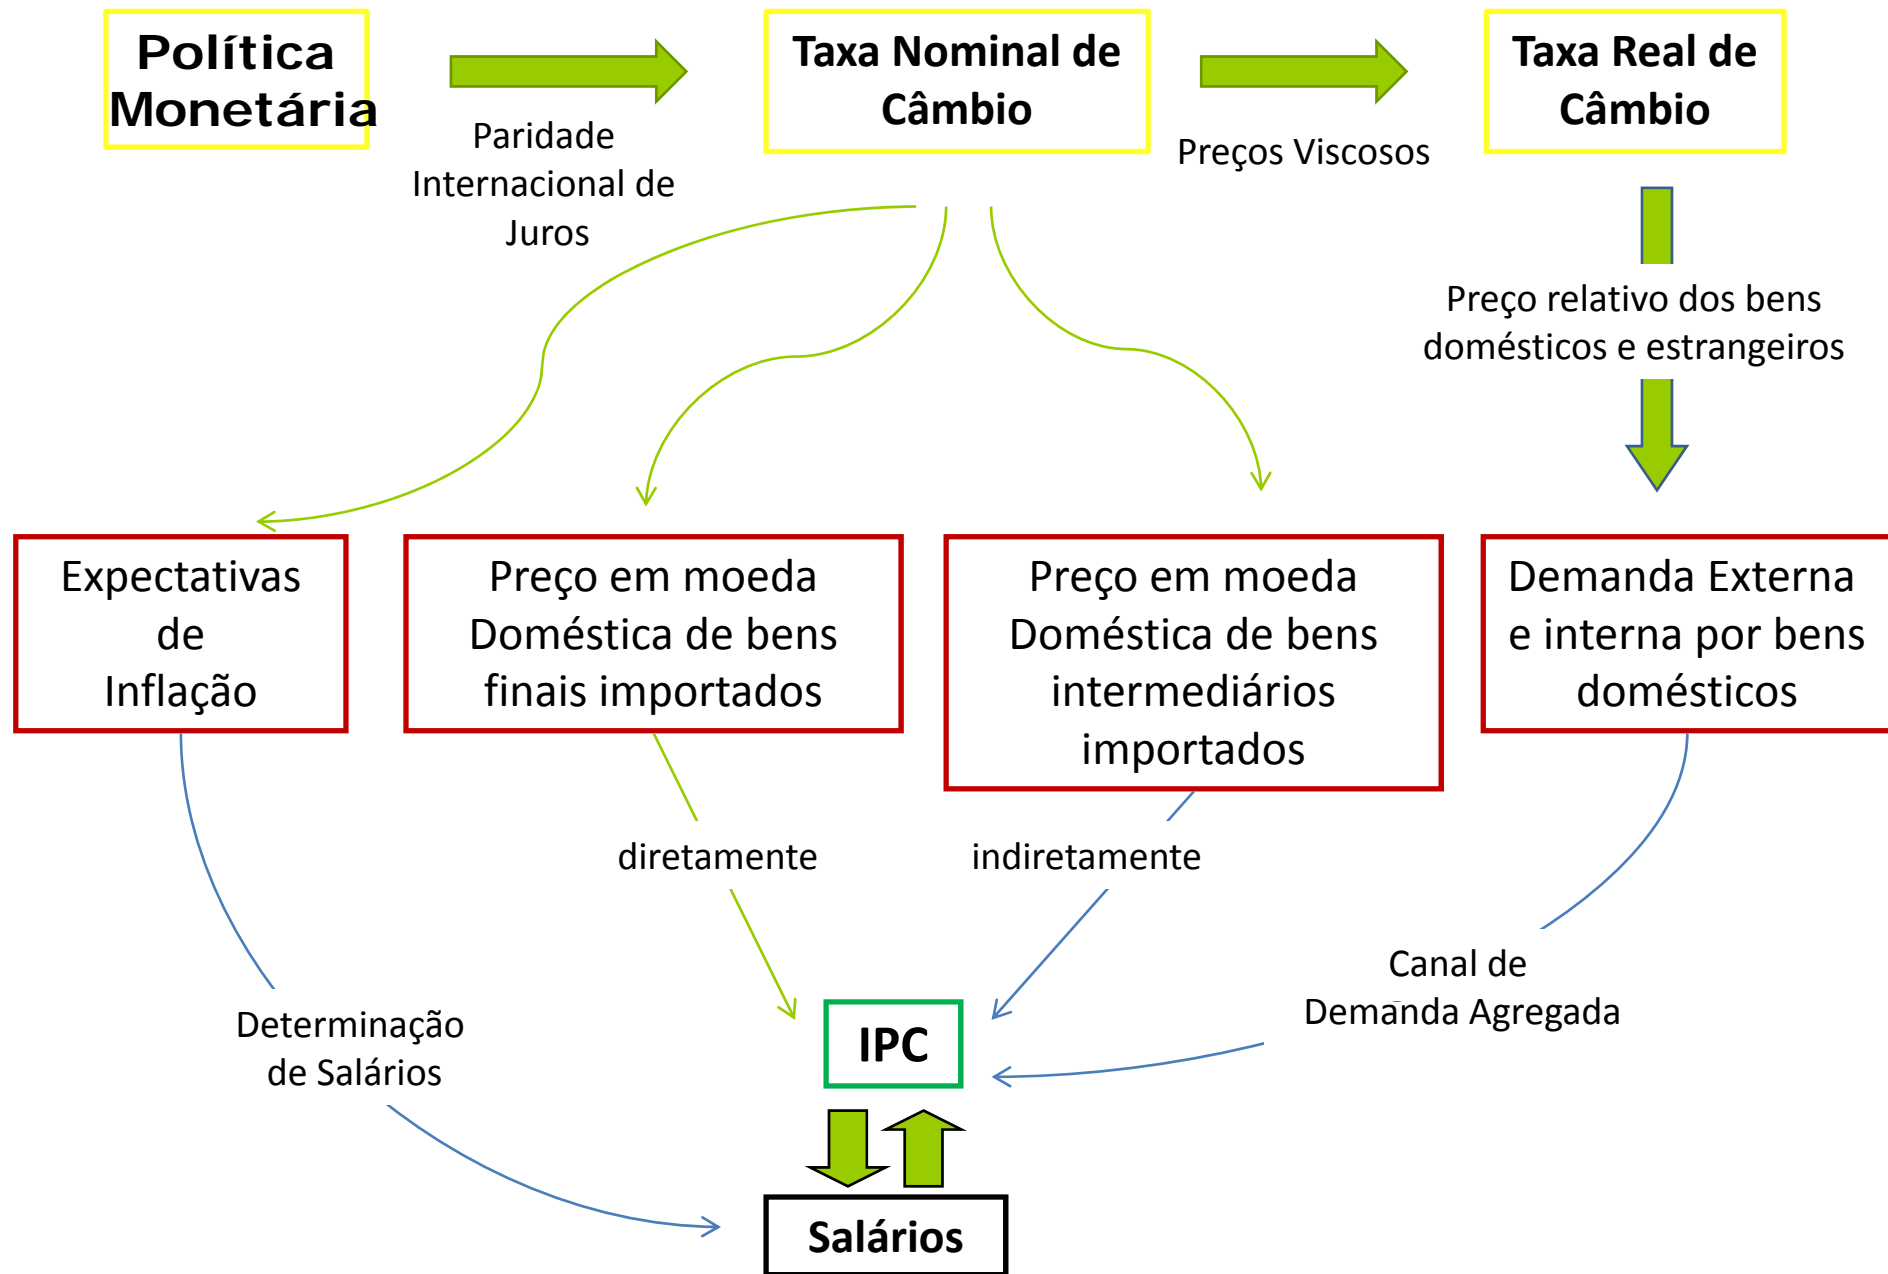 Política
Monetária
Taxa Nominal de
Câmbio
Taxa Real de
Câmbio
Paridade
Internacional de
Juros
Preços Viscosos
Preço relativo dos bens
domésticos e estrangeiros
Expectativas
de
Inflação
Preço em moeda
Doméstica de bens
finais importados
Preço em moeda
Doméstica de bens
intermediários
importados
Demanda Externa
e interna por bens
domésticos
diretamente
indiretamente
Canal de
Demanda Agregada
Determinação
de Salários
IPC
Salários